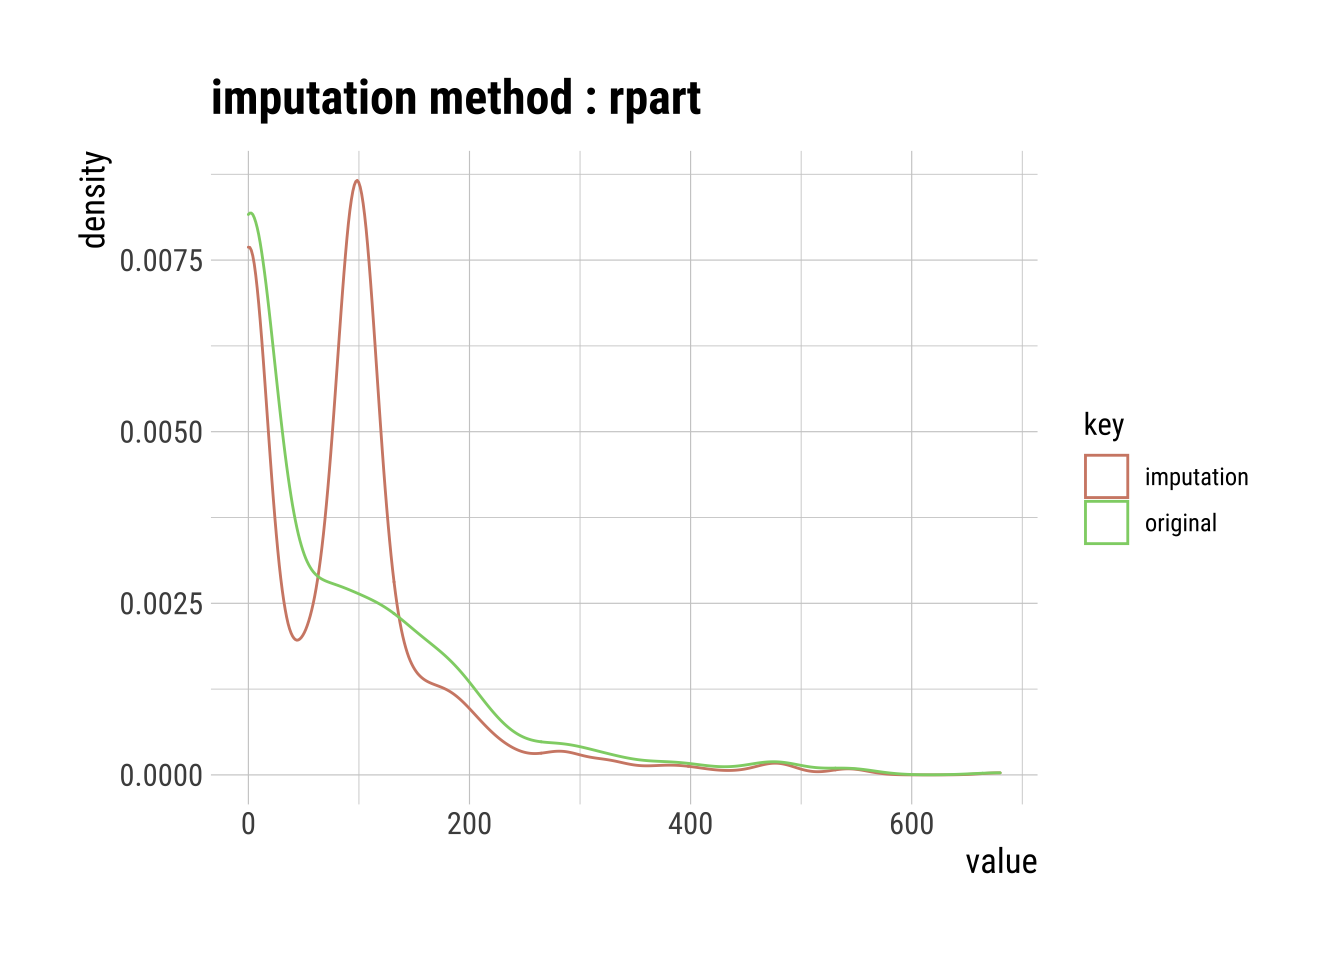 imputation method : rpart
density
0.0075
0.0050
0.0025
0.0000
0 200 400 600
value
key
imputation
original